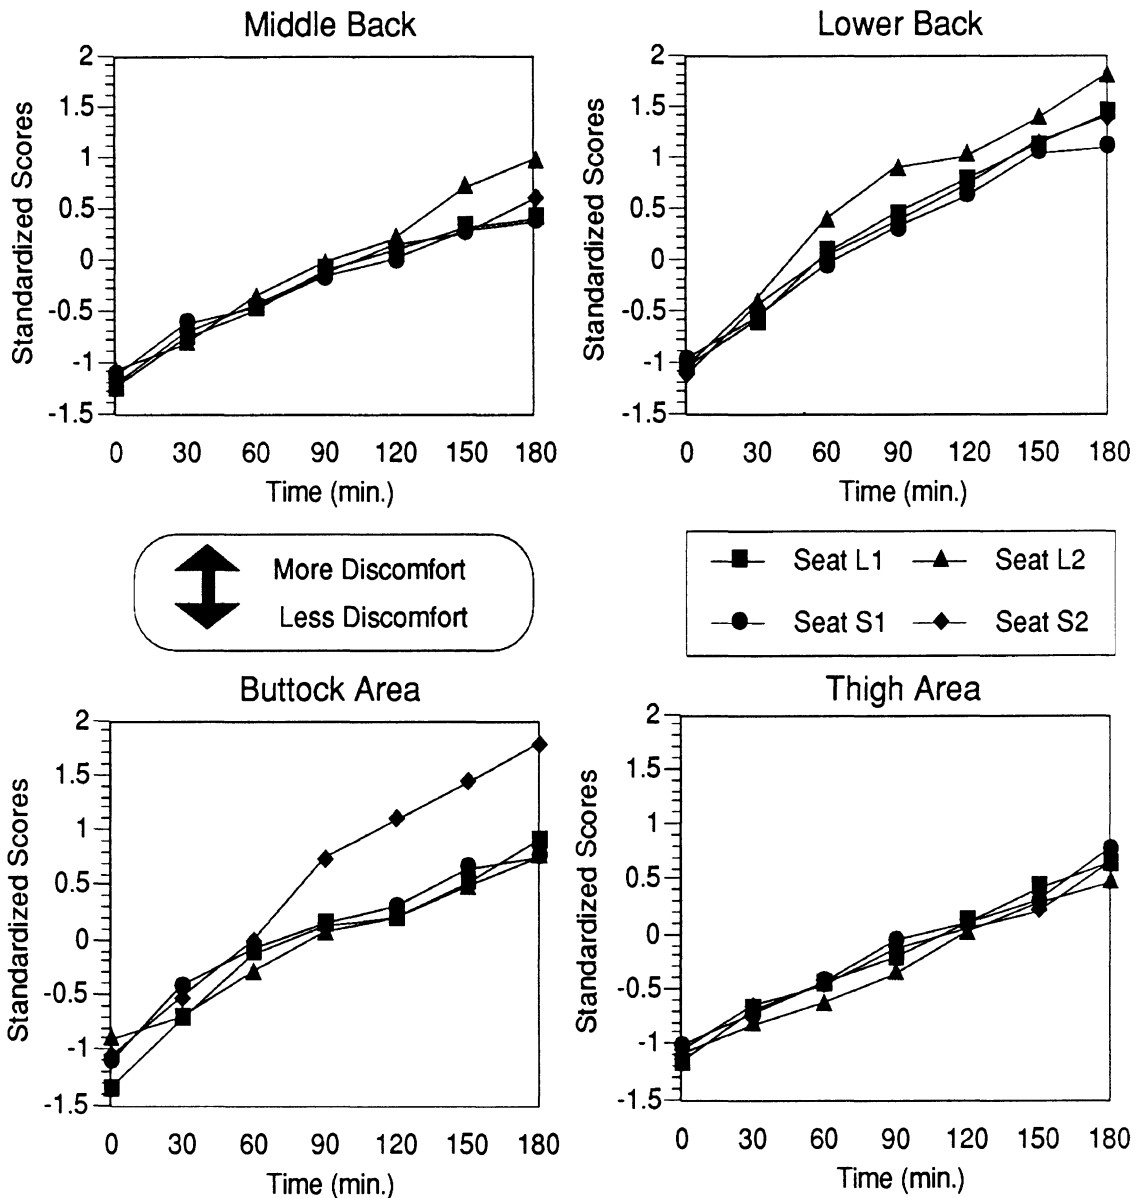 Middle Back
Standardized Scores
2
1.5
1
0.5
0
-0.5
-1
-1.5
0 30 60 90 120 150 180
Time (min.)
Lower Back
Standardized Scores
2
1.5
1
0.5
0
-0.5
-1
-1.5
0 30 60 90 120 150 180
Time (min.)
More Discomfort
Less Discomfort
Seat L1 Seat L2
Seat S1 Seat S2
Buttock Area
Standardized Scores
2
1.5
1
0.5
0
-0.5
-1
-1.5
0 30 60 90 120 150 180
Time (min.)
Thigh Area
Standardized Scores
2
1.5
1
0.5
0
-0.5
-1
-1.5
0 30 60 90 120 150 180
Time (min.)